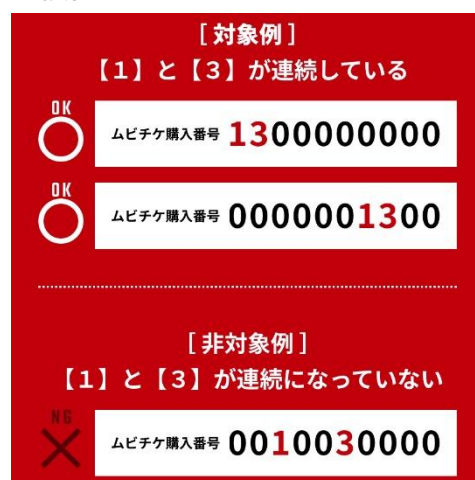 [対象例]
【1】と【3】が連続している
OK
ムビチケ購入番号 1300000000
OK
ムビチケ購入番号 0000001300
[非対象例]
【1】と【3】が連続になっていない
NG
ムビチケ購入番号 0010030000